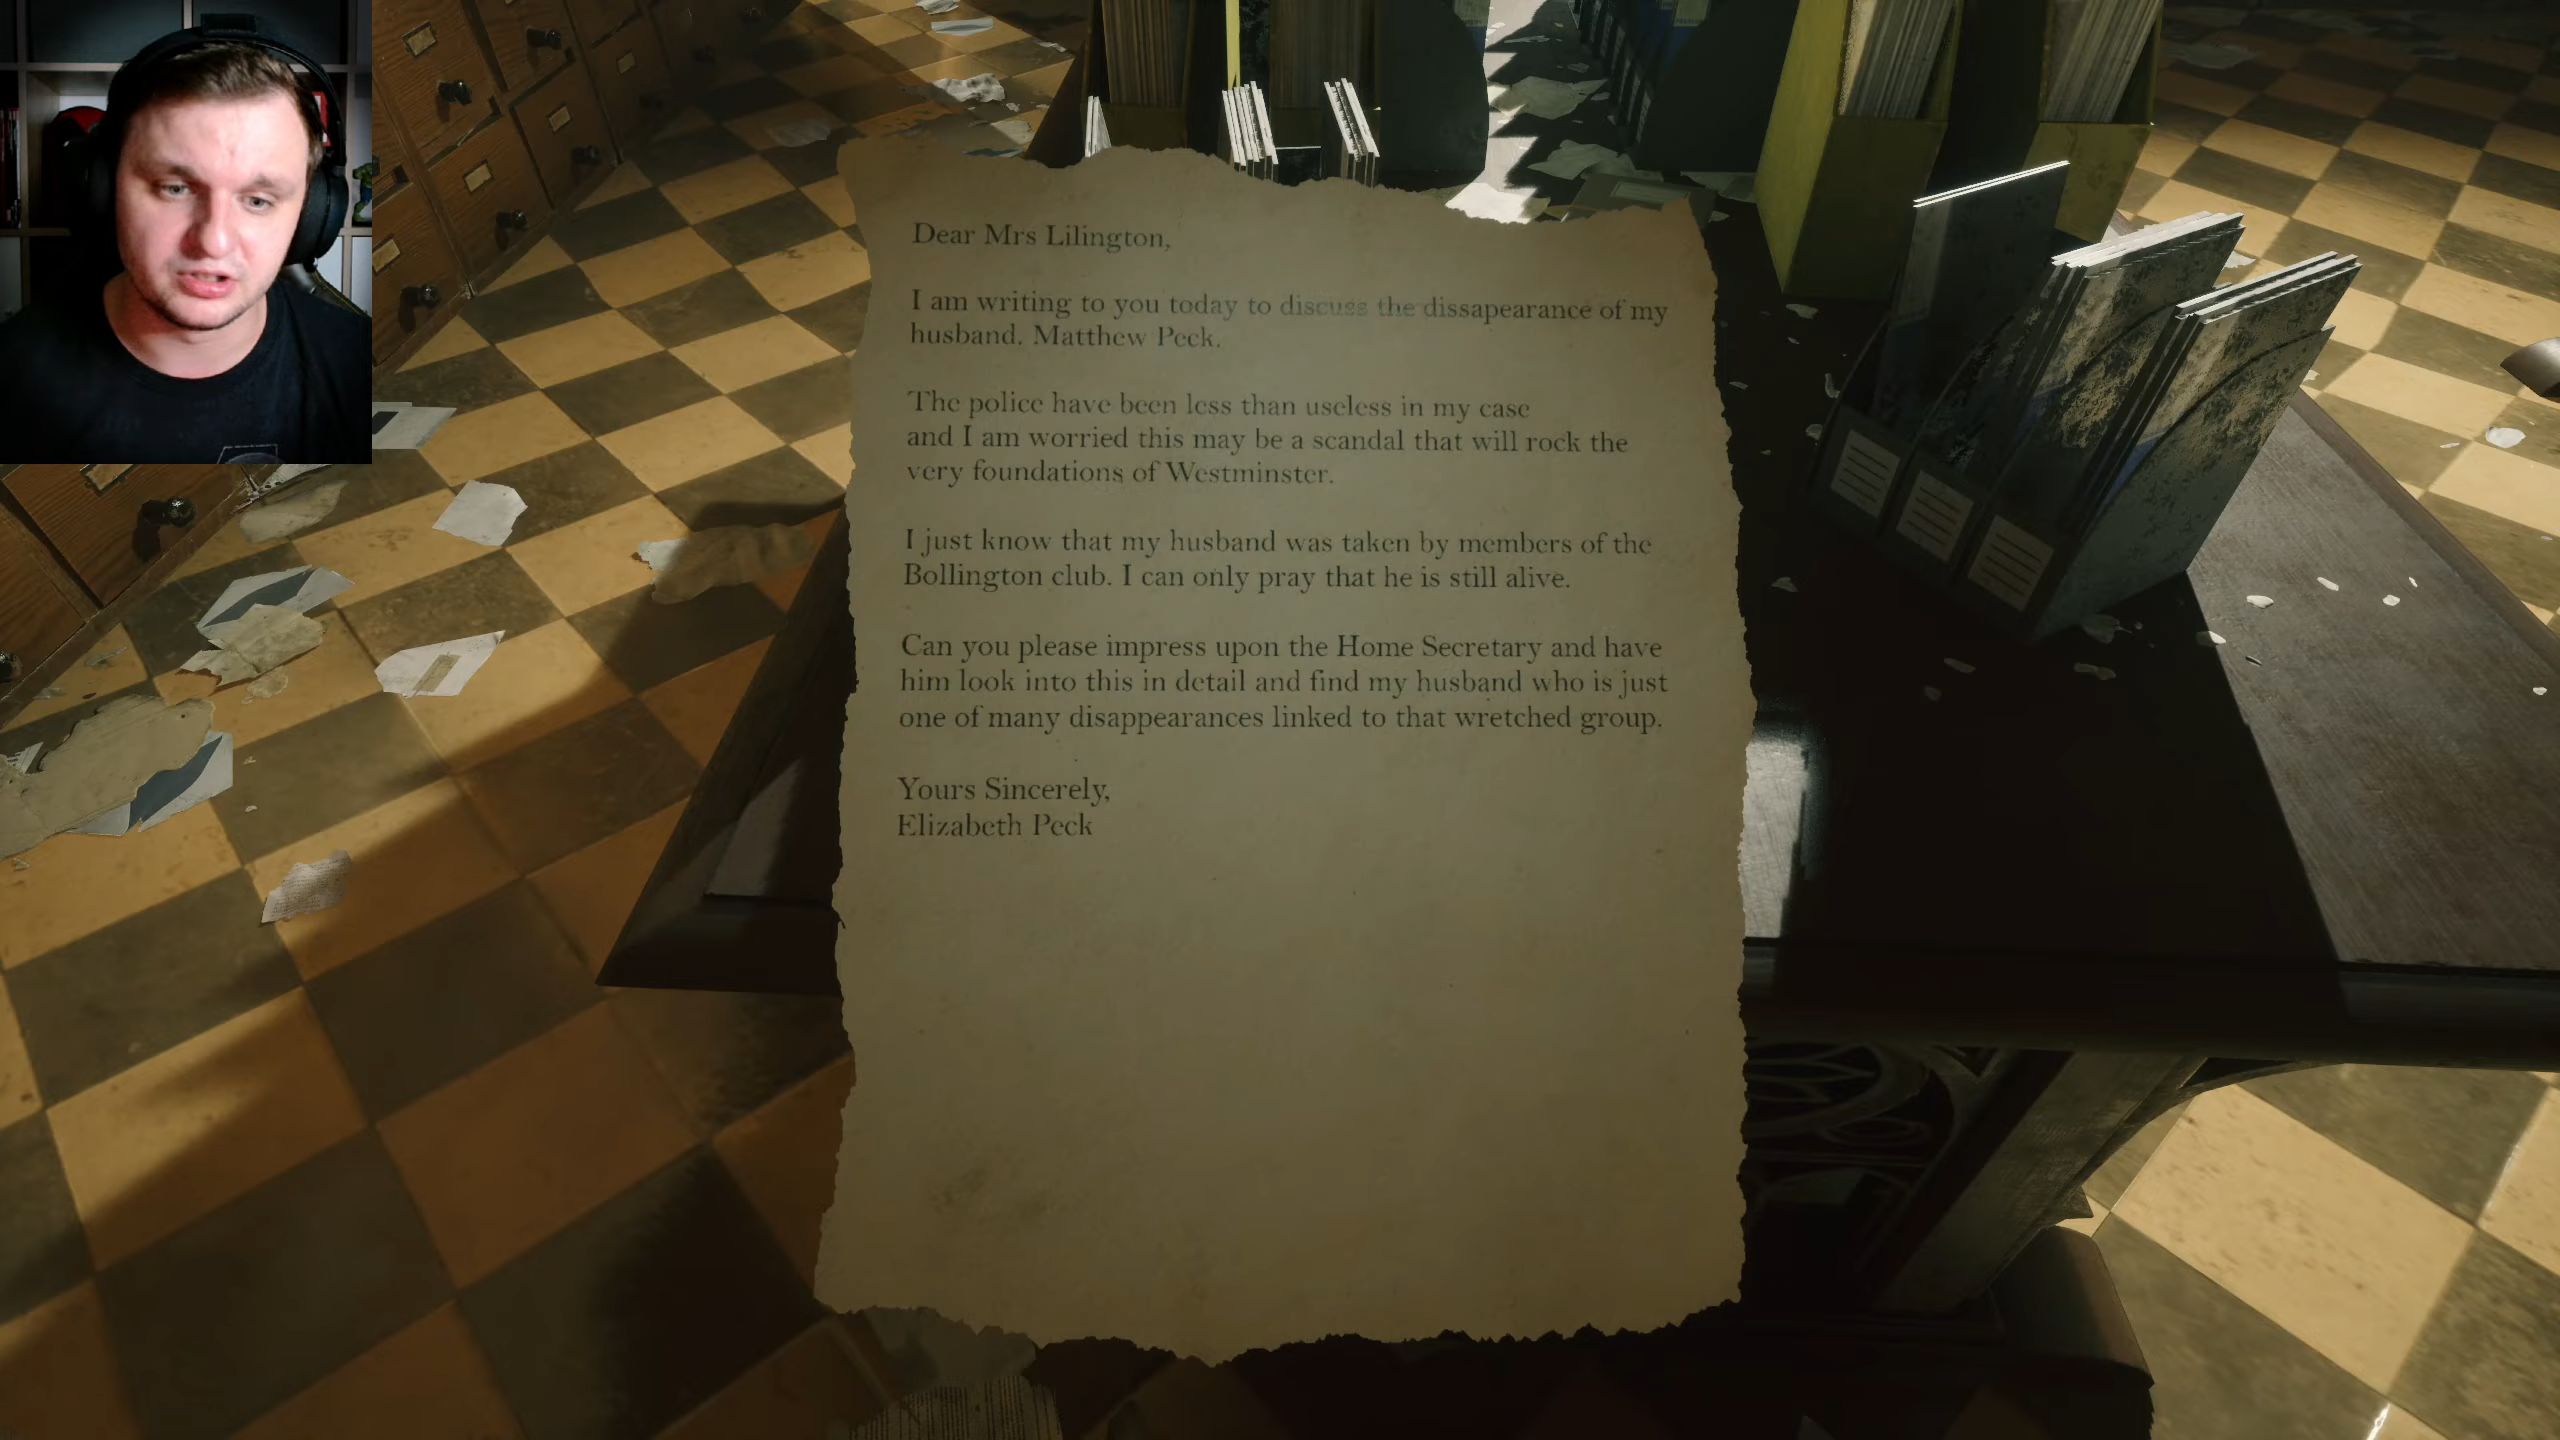 Dear Mrs Lilington,
I am writing to you today to discuss the dissapearance of my
husband. Matthew Peck.
The police have been less than useless in my case
and I am worried this may be a scandal that will rock the
very foundations of Westminster.
I just know that my husband was taken by members of the
Bollington club. I can only pray that he is still alive.
Can you please impress upon the Home Secretary and have
him look into this in detail and find my husband who is just
one of many disappearances linked to that wretched group.
Yours Sincerely,
Elizabeth Peck